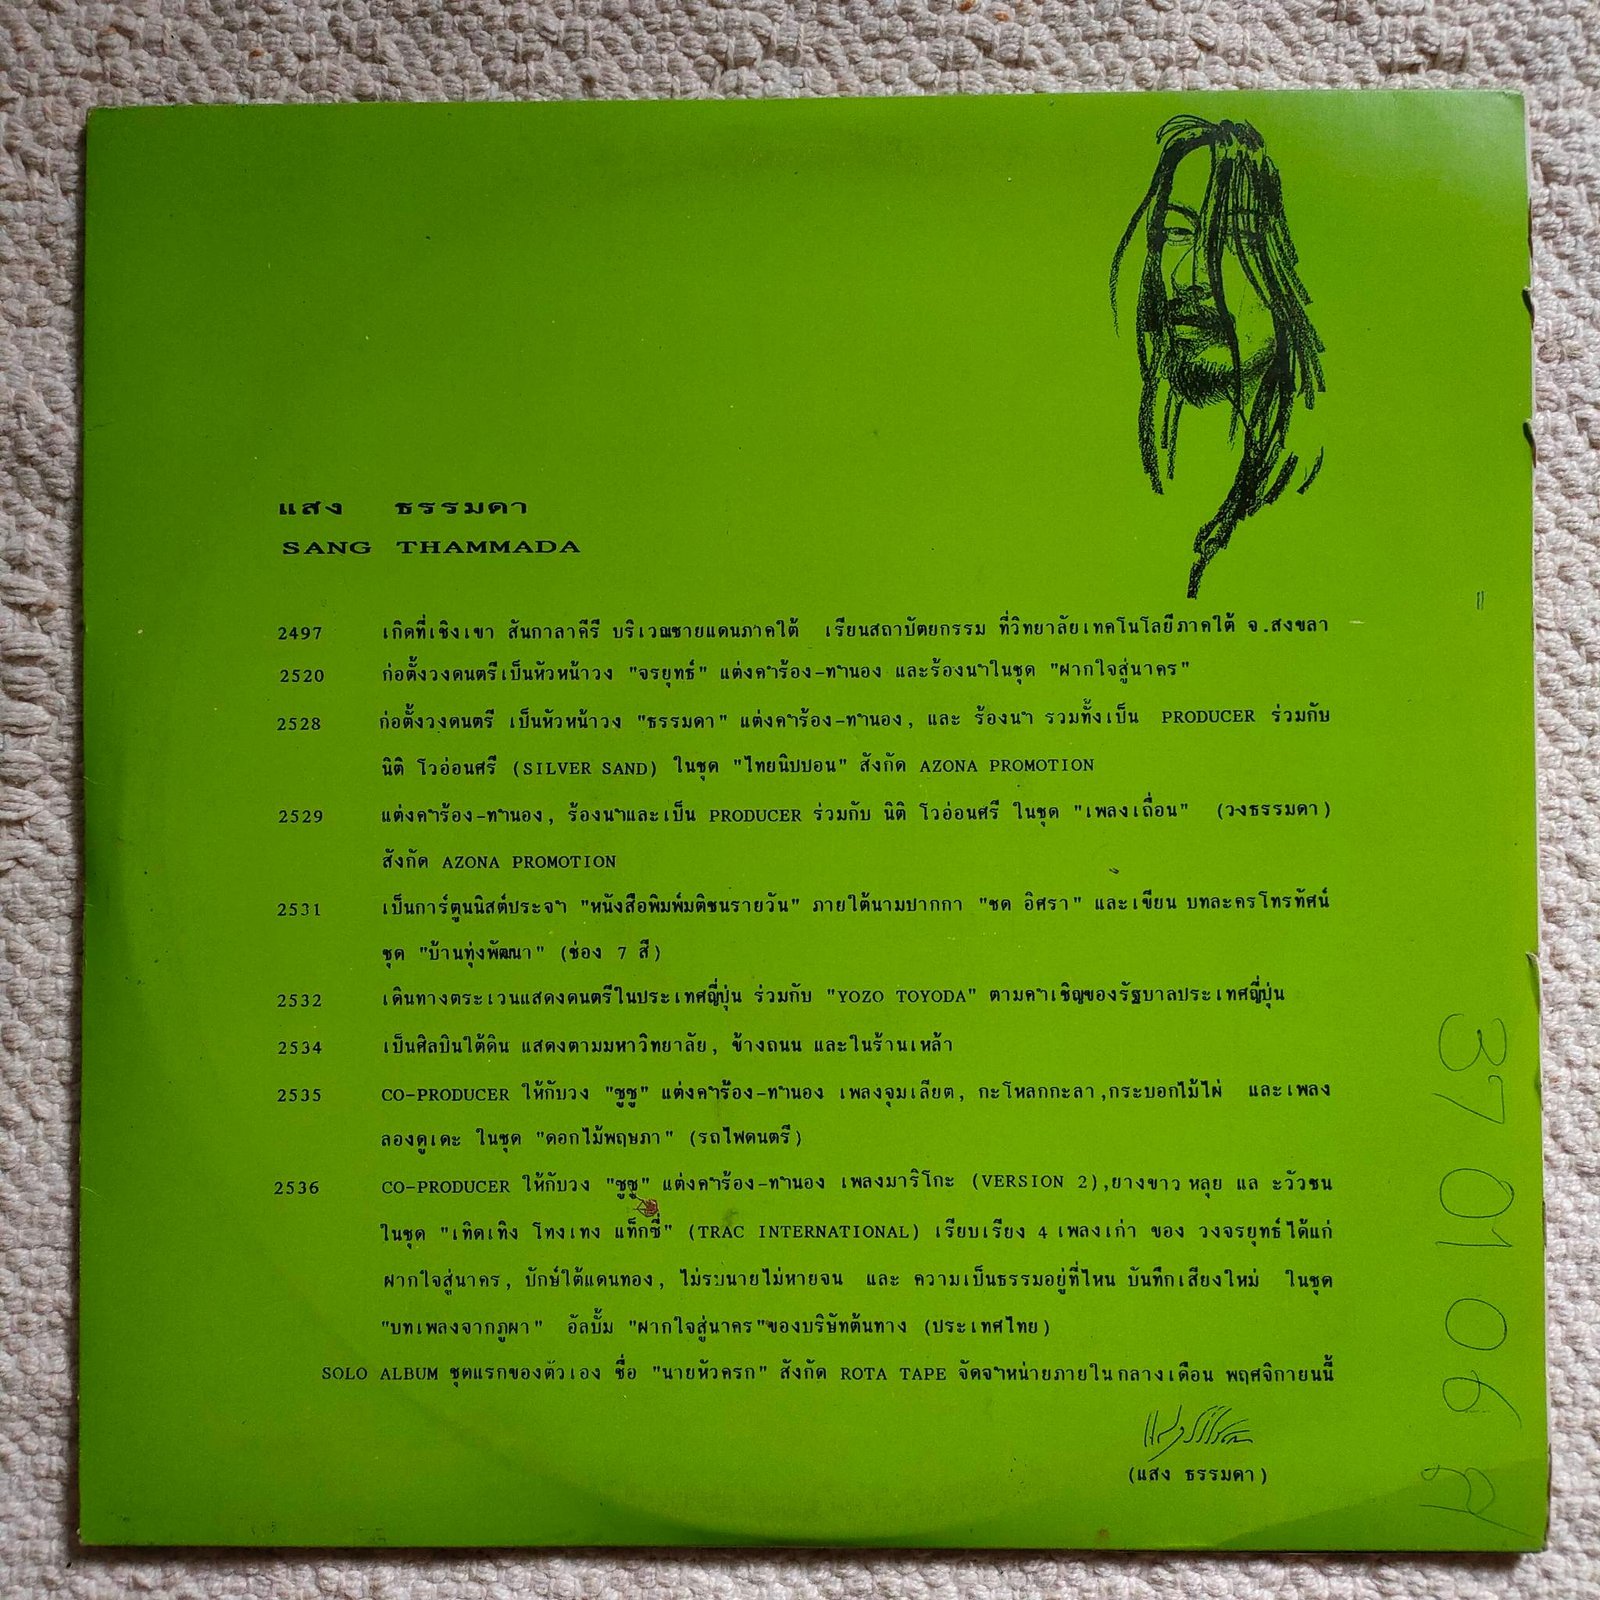 แสง ธรรมดา
SANG THAMMADA
2497 เกิดที่เชิงเขา สันกาลาคีรี บริเวณชายแดนภาคใต้ เรียนสถาปัตยกรรม ที่วิทยาลัยเทคโนโลยีภาคใต้ จ.สงขลา
2520 ก่อตั้งวงดนตรีเป็นหัวหน้าวง "จรยุทธ์" แต่งคำร้อง-ทำนอง และร้องนำในชุด "ฝากใจสู่นาคร"
2528 ก่อตั้งวงดนตรี เป็นหัวหน้าวง "ธรรมดา" แต่งคำร้อง-ทำนอง, และ ร้องนำ รวมทั้งเป็น PRODUCER ร่วมกับ
นิติ โวอ่อนศรี (SILVER SAND) ในชุด "ไทยนิปปอน" สังกัด AZONA PROMOTION
2529 แต่งคำร้อง-ทำนอง, ร้องนำและเป็น PRODUCER ร่วมกับ นิติ โวอ่อนศรี ในชุด "เพลงเถื่อน" (วงธรรมดา)
สังกัด AZONA PROMOTION
2531 เป็นการ์ตูนนิสต์ประจำ "หนังสือพิมพ์มติชนรายวัน" ภายใต้นามปากกา "ชด อิศรา" และเขียน บทละครโทรทัศน์
ชุด "บ้านทุ่งพัฒนา" (ช่อง 7 สี)
2532 เดินทางตระเวนแสดงดนตรีในประเทศญี่ปุ่น ร่วมกับ "YOZO TOYODA" ตามคำเชิญของรัฐบาลประเทศญี่ปุ่น
2534 เป็นศิลปินใต้ดิน แสดงตามมหาวิทยาลัย, ข้างถนน และในร้านเหล้า
2535 CO-PRODUCER ให้กับวง "ซูซู" แต่งคำร้อง-ทำนอง เพลงจุมเลียต, กะโหลกกะลา,กระบอกไม้ไผ่ และเพลง
ลองดูเดะ ในชุด "ดอกไม้พฤษภา" (รถไฟดนตรี)
2536 CO-PRODUCER ให้กับวง "ซูซู" แต่งคำร้อง-ทำนอง เพลงมาริโกะ (VERSION 2),ยางขาว หลุย แล ะวัวชน
ในชุด "เทิดเทิง โทงเทง แท็กซี่" (TRAC INTERNATIONAL) เรียบเรียง 4 เพลงเก่า ของ วงจรยุทธ์ ได้แก่
ฝากใจสู่นาคร, ปักษ์ใต้แดนทอง, ไม่รบนายไม่หายจน และ ความเป็นธรรมอยู่ที่ไหน บันทึกเสียงใหม่ ในชุด
"บทเพลงจากภูผา" อัลบั้ม "ฝากใจสู่นาคร"ของบริษัทต้นทาง (ประเทศไทย)
SOLO ALBUM ชุดแรกของตัวเอง ชื่อ "นายหัวครก" สังกัด ROTA TAPE จัดจำหน่ายภายใน กลางเดือน พฤศจิกายนนี้
(แสง ธรรมดา)
370106